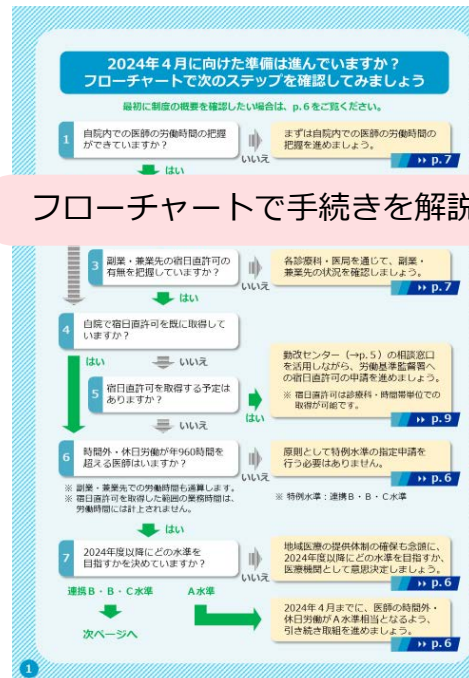 2024年4月に向けた準備は進んでいますか？
フローチャートで次のステップを確認してみましょう
最初に制度の概要を確認したい場合は、p.6をご覧ください。
1
自院内での医師の労働時間の把握
ができていますか？
いいえ
まずは自院内での医師の労働時間の
把握を進めましょう。
p.7
はい
フローチャートで手続きを解説
3
副業・兼業先の宿日直許可の
有無を把握していますか？
いいえ
各診療科・医局を通じて、副業・
兼業先の状況を確認しましょう。
p.7
はい
4
自院で宿日直許可を既に取得して
いますか？
はい
いいえ
5
宿日直許可を取得する予定は
ありますか？
はい
勤改センター（→p.5）の相談窓口
を活用しながら、労働基準監督署へ
の宿日直許可の申請を進めましょう。
※ 宿日直許可は診療科・時間帯単位での
取得が可能です。
p.9
いいえ
6
時間外・休日労働が年960時間を
超える医師はいますか？
いいえ
原則として特例水準の指定申請を
行う必要はありません。
p.6
※ 副業・兼業先での労働時間も通算します。
※ 宿日直許可を取得した範囲の業務時間は、
労働時間には計上されません。
※ 特例水準：連携B・B・C水準
はい
7
2024年度以降にどの水準を
目指すかを決めていますか？
いいえ
地域医療の提供体制の確保も念頭に、
2024年度以降にどの水準を目指すか、
医療機関として意思決定しましょう。
p.6
連携B・B・C水準
A水準
次ページへ
2024年4月までに、医師の時間外・
休日労働がA水準相当となるよう、
引き続き取組を進めましょう。
p.6
1